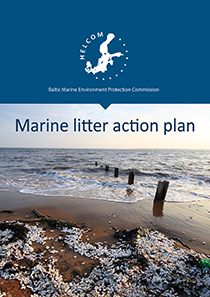 HELCOM
Baltic Marine Environment Protection Commission
Marine litter action plan